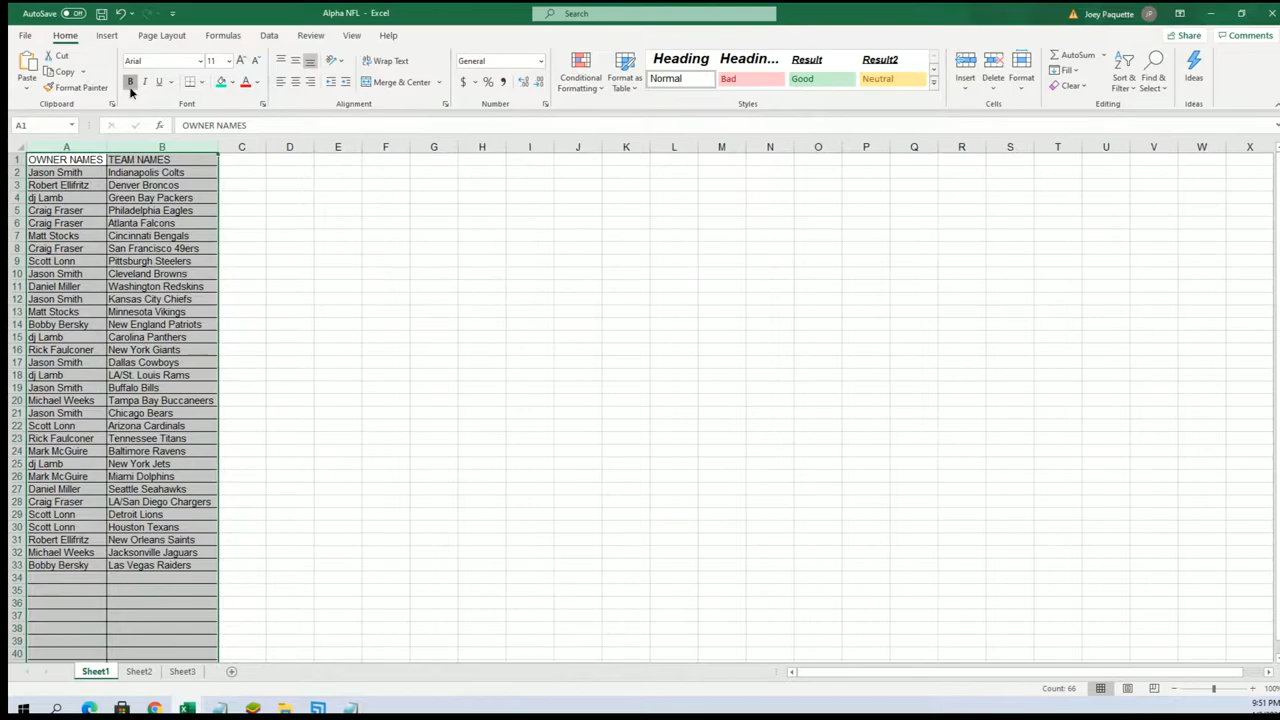 AutoSave Off Alpha NFL - Excel Search Joey Paquette JP
File Home Insert Page Layout Formulas Data Review View Help Share Comments
Paste Cut Copy Format Painter Clipboard
Arial 11 B I U Font
Wrap Text Merge & Center Alignment
General $ % Number
Conditional Formatting Format as Table
Heading Headin... Result Result2
Normal Bad Good Neutral
Styles
Insert Delete Format Cells
AutoSum Fill Clear Sort & Filter Find & Select Editing
Ideas Ideas
A1 fx OWNER NAMES
A B C D E F G H I J K L M N O P Q R S T U V W X
1 OWNER NAMES TEAM NAMES
2 Jason Smith Indianapolis Colts
3 Robert Ellifritz Denver Broncos
4 dj Lamb Green Bay Packers
5 Craig Fraser Philadelphia Eagles
6 Craig Fraser Atlanta Falcons
7 Matt Stocks Cincinnati Bengals
8 Craig Fraser San Francisco 49ers
9 Scott Lonn Pittsburgh Steelers
10 Jason Smith Cleveland Browns
11 Daniel Miller Washington Redskins
12 Jason Smith Kansas City Chiefs
13 Matt Stocks Minnesota Vikings
14 Bobby Bersky New England Patriots
15 dj Lamb Carolina Panthers
16 Rick Faulconer New York Giants
17 Jason Smith Dallas Cowboys
18 dj Lamb LA/St. Louis Rams
19 Jason Smith Buffalo Bills
20 Michael Weeks Tampa Bay Buccaneers
21 Jason Smith Chicago Bears
22 Scott Lonn Arizona Cardinals
23 Rick Faulconer Tennessee Titans
24 Mark McGuire Baltimore Ravens
25 dj Lamb New York Jets
26 Mark McGuire Miami Dolphins
27 Daniel Miller Seattle Seahawks
28 Craig Fraser LA/San Diego Chargers
29 Scott Lonn Detroit Lions
30 Scott Lonn Houston Texans
31 Robert Ellifritz New Orleans Saints
32 Michael Weeks Jacksonville Jaguars
33 Bobby Bersky Las Vegas Raiders
34
35
36
37
38
39
40
Sheet1 Sheet2 Sheet3
Count: 66 100%
9:51 PM